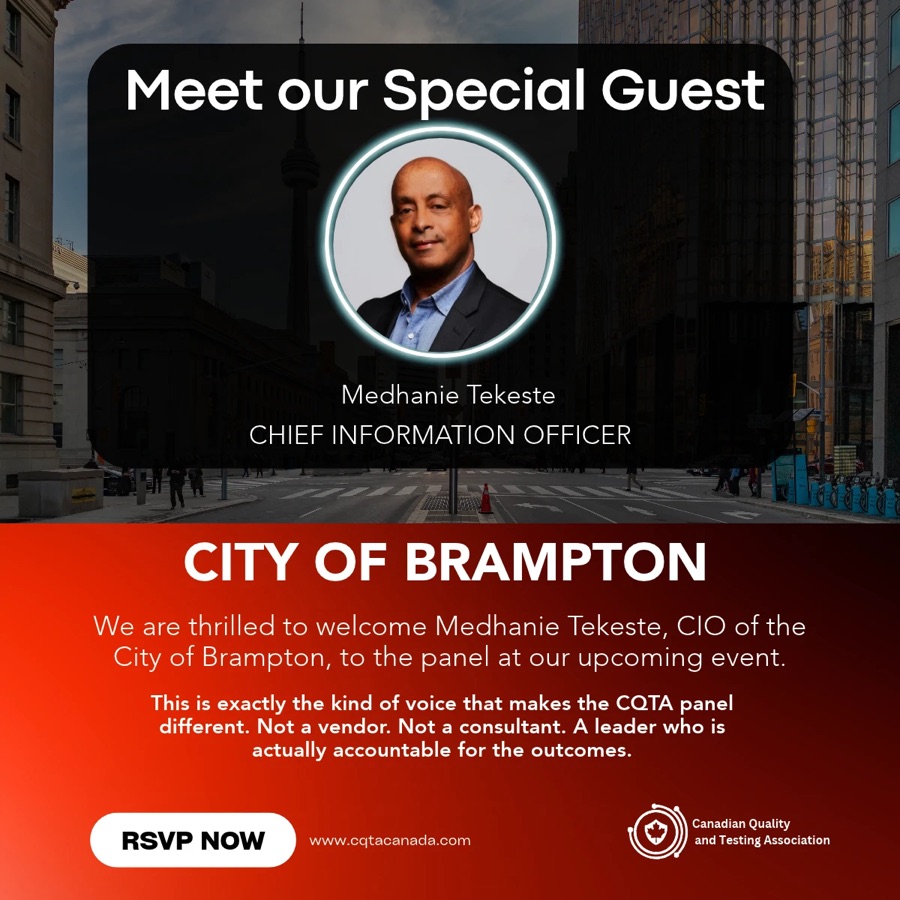 Meet our Special Guest
Medhanie Tekeste
CHIEF INFORMATION OFFICER
CITY OF BRAMPTON
We are thrilled to welcome Medhanie Tekeste, CIO of the
City of Brampton, to the panel at our upcoming event.
This is exactly the kind of voice that makes the CQTA panel
different. Not a vendor. Not a consultant. A leader who is
actually accountable for the outcomes.
RSVP NOW
www.cqtacanada.com
Canadian Quality
and Testing Association